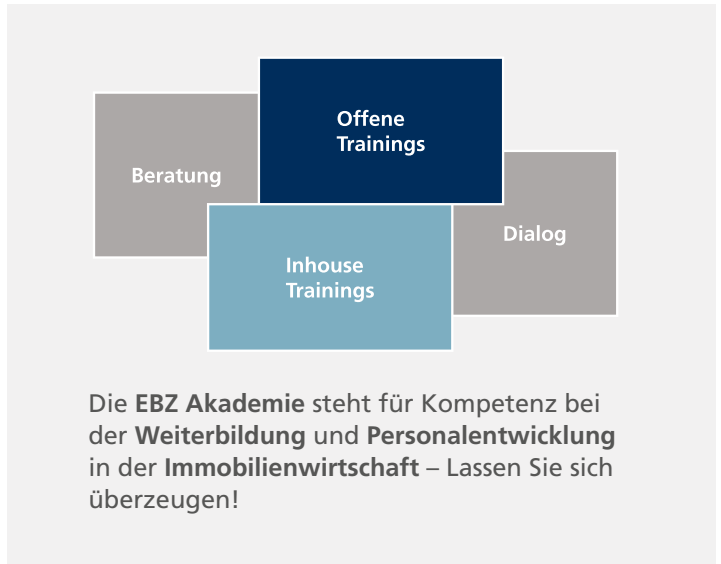 Offene
Trainings
Beratung
Dialog
Inhouse
Trainings
Die EBZ Akademie steht für Kompetenz bei
der Weiterbildung und Personalentwicklung
in der Immobilienwirtschaft – Lassen Sie sich
überzeugen!